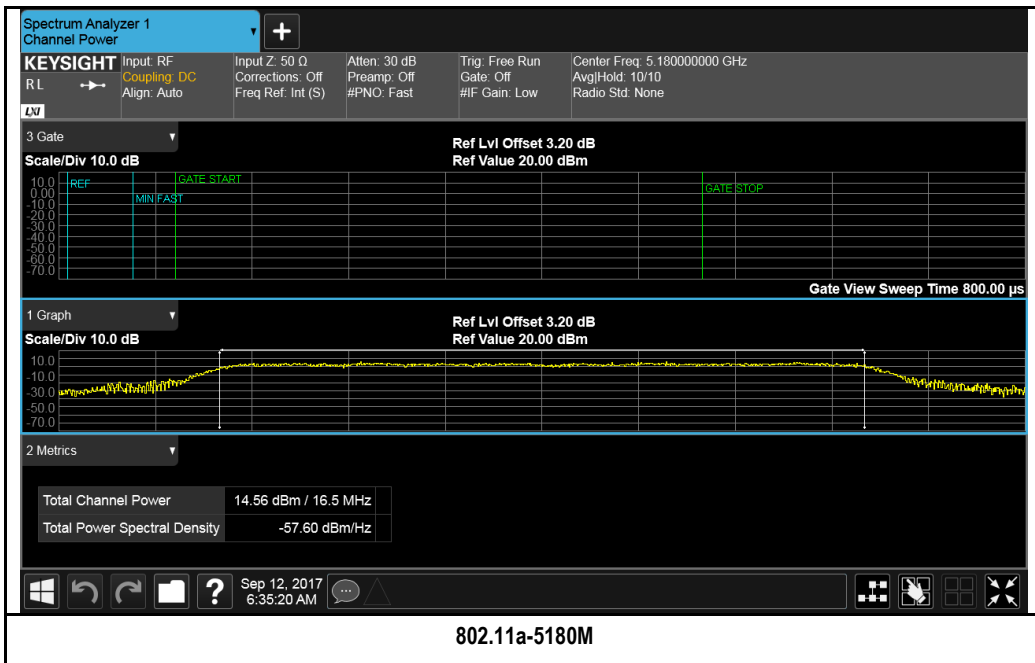 Spectrum Analyzer 1
Channel Power
+
KEYSIGHT
RL
LXI
Input: RF
Coupling: DC
Align: Auto
Input Z: 50 Ω
Corrections: Off
Freq Ref: Int (S)
Atten: 30 dB
Preamp: Off
#PNO: Fast
Trig: Free Run
Gate: Off
#IF Gain: Low
Center Freq: 5.180000000 GHz
Avg|Hold: 10/10
Radio Std: None
3 Gate
Scale/Div 10.0 dB
Ref Lvl Offset 3.20 dB
Ref Value 20.00 dBm
10.0
0.00
-10.0
-20.0
-30.0
-40.0
-50.0
-60.0
-70.0
REF
MIN FAST
GATE START
GATE STOP
Gate View Sweep Time 800.00 µs
1 Graph
Scale/Div 10.0 dB
Ref Lvl Offset 3.20 dB
Ref Value 20.00 dBm
10.0
-10.0
-30.0
-50.0
-70.0
2 Metrics
Total Channel Power 14.56 dBm / 16.5 MHz
Total Power Spectral Density -57.60 dBm/Hz
?
Sep 12, 2017
6:35:20 AM
802.11a-5180M